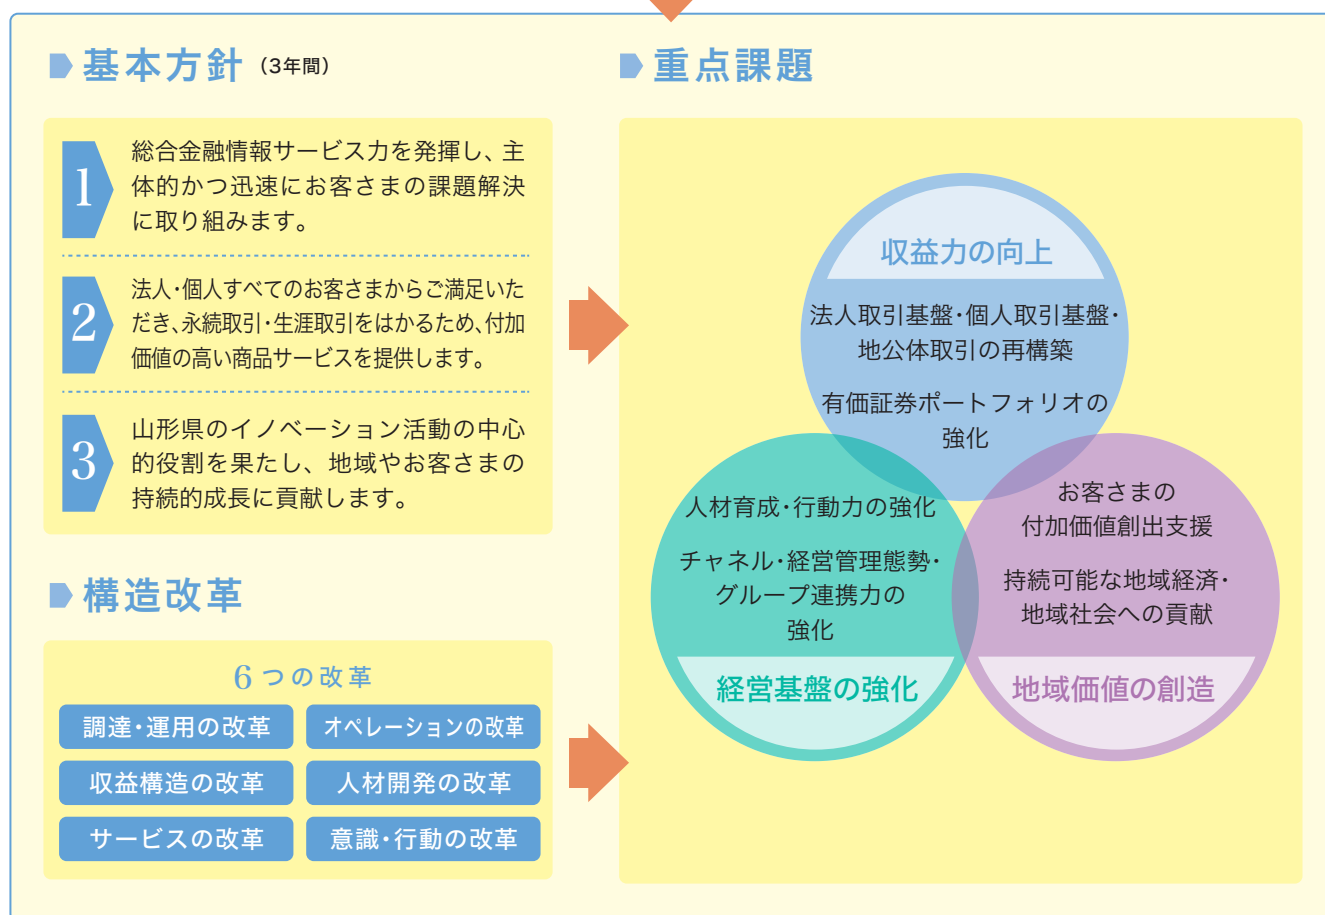 基本方針（3年間）
1
総合金融情報サービス力を発揮し、主
体的かつ迅速にお客さまの課題解決
に取り組みます。
2
法人・個人すべてのお客さまからご満足いた
だき、永続取引・生涯取引をはかるため、付加
価値の高い商品サービスを提供します。
3
山形県のイノベーション活動の中心
的役割を果たし、地域やお客さまの
持続的成長に貢献します。
構造改革
6つの改革
調達・運用の改革
オペレーションの改革
収益構造の改革
人材開発の改革
サービスの改革
意識・行動の改革
重点課題
収益力の向上
法人取引基盤・個人取引基盤・
地公体取引の再構築
有価証券ポートフォリオの
強化
人材育成・行動力の強化
チャネル・経営管理態勢・
グループ連携力の
強化
経営基盤の強化
お客さまの
付加価値創出支援
持続可能な地域経済・
地域社会への貢献
地域価値の創造